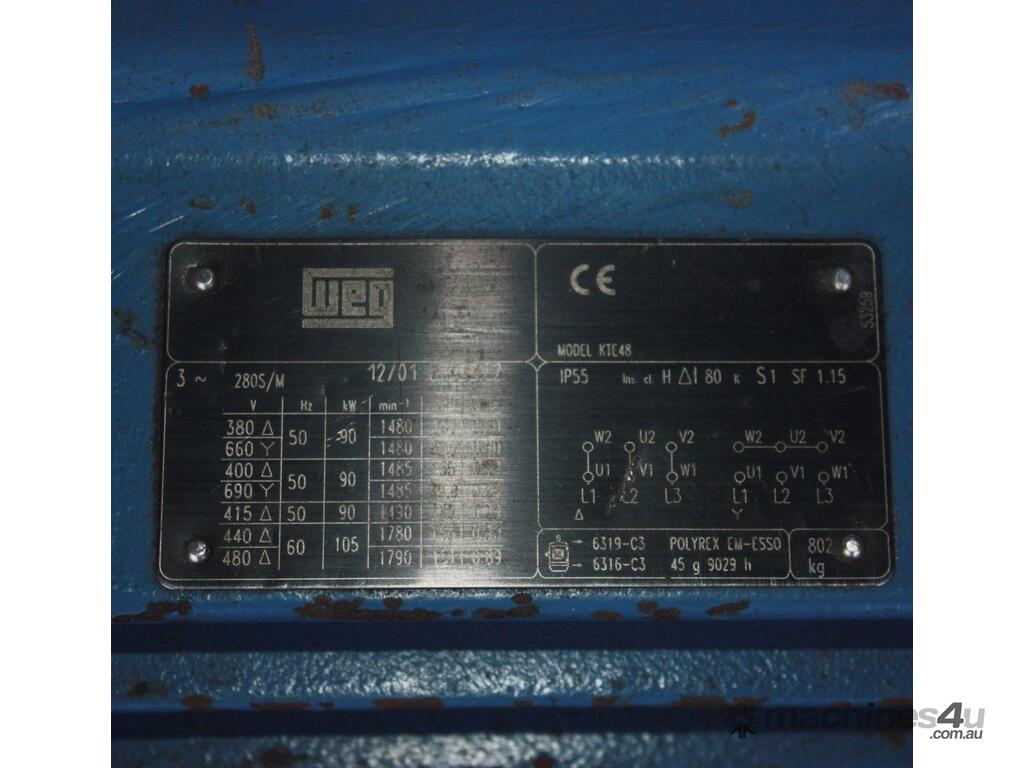 WEG
CE
53259
MODEL KTE48
3 ~ 280S/M 12/01
IP55 Ins. cl. H Δt 80 K S1 SF 1.15
V Hz kW min⁻¹
380 Δ 50 90 1480
660 Y 1480
400 Δ 50 90 1485
690 Y 1485
415 Δ 50 90 1490
440 Δ 60 105 1780
480 Δ 1790 0.89
W2 U2 V2 W2 U2 V2
U1 V1 W1 U1 V1 W1
L1 L2 L3 L1 L2 L3
Δ Y
→ 6319-C3 POLYREX EM-ESSO
→ 6316-C3 45 g 9029 h
802
kg
machines4u
.com.au